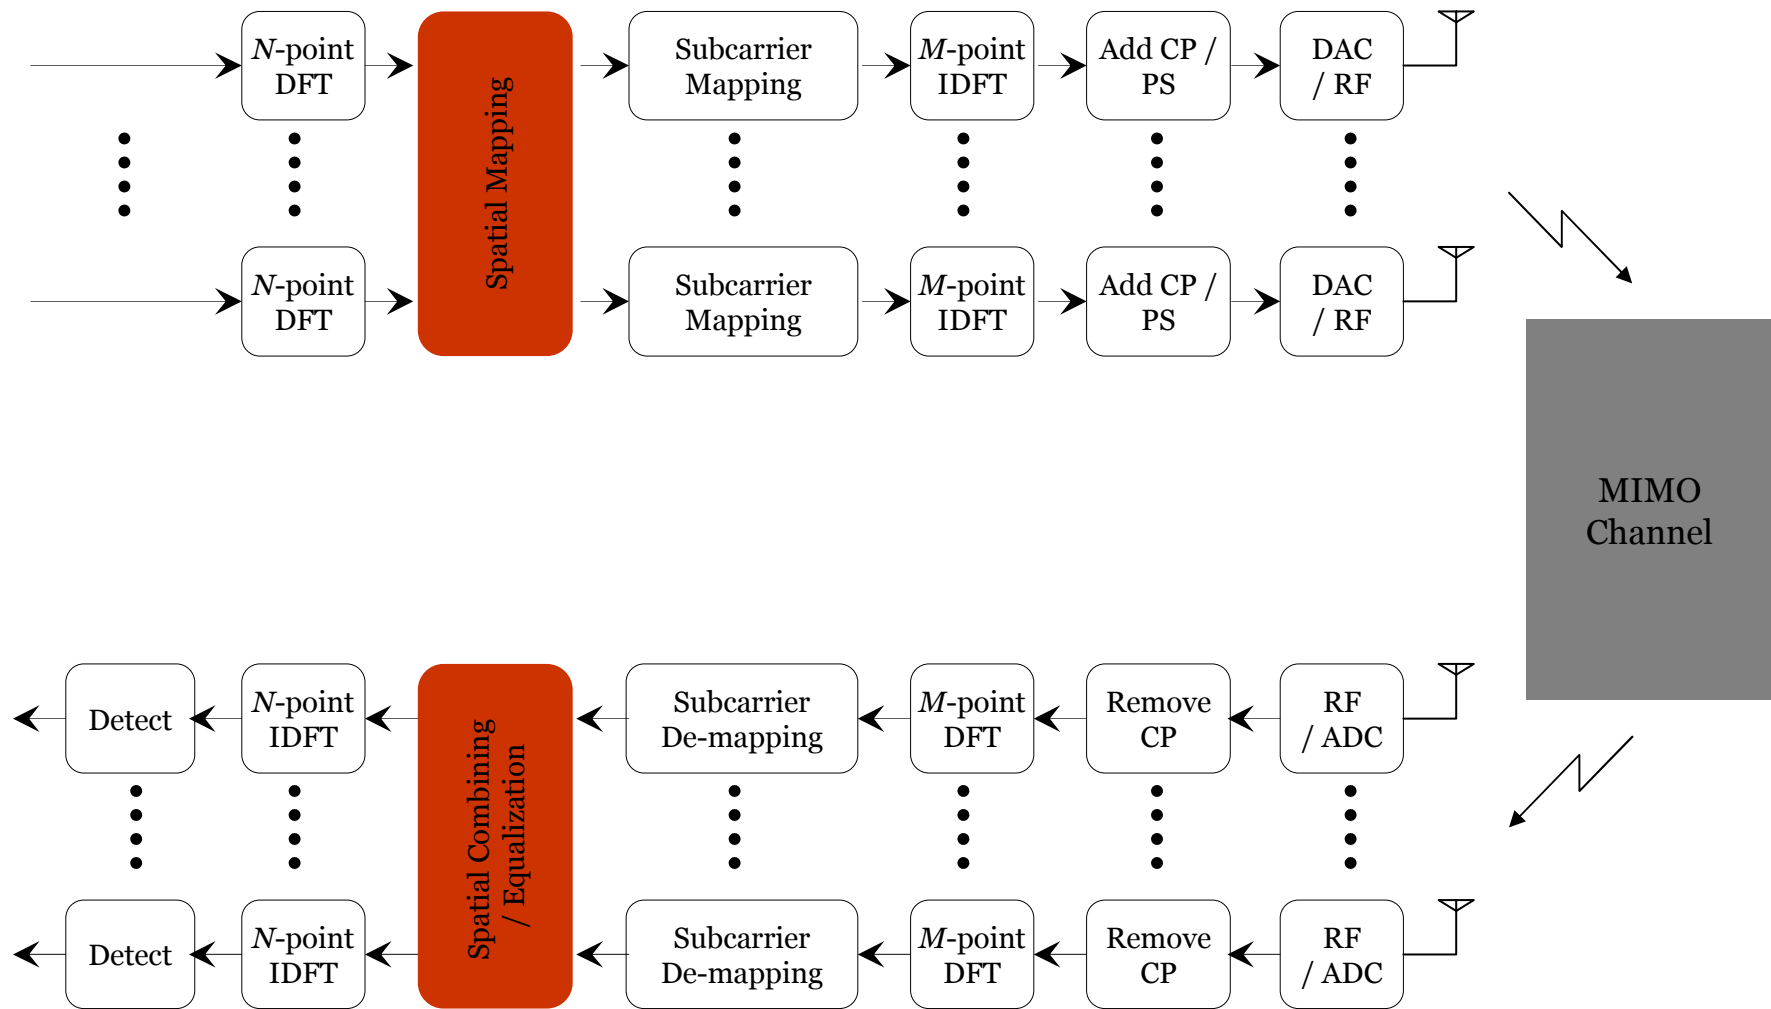 N-point
DFT
Spatial Mapping
Subcarrier
Mapping
M-point
IDFT
Add CP /
PS
DAC
/ RF
N-point
DFT
Subcarrier
Mapping
M-point
IDFT
Add CP /
PS
DAC
/ RF
MIMO
Channel
Detect
N-point
IDFT
Spatial Combining
/ Equalization
Subcarrier
De-mapping
M-point
DFT
Remove
CP
RF
/ ADC
Detect
N-point
IDFT
Subcarrier
De-mapping
M-point
DFT
Remove
CP
RF
/ ADC